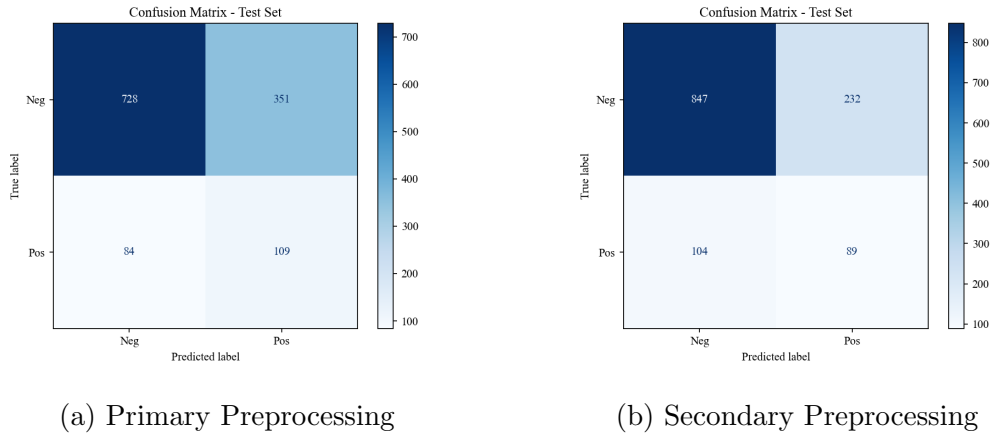 Confusion Matrix - Test Set
Neg
Pos
True label
728
351
84
109
Neg
Pos
Predicted label
700
600
500
400
300
200
100
(a) Primary Preprocessing
Confusion Matrix - Test Set
Neg
Pos
True label
847
232
104
89
Neg
Pos
Predicted label
800
700
600
500
400
300
200
100
(b) Secondary Preprocessing